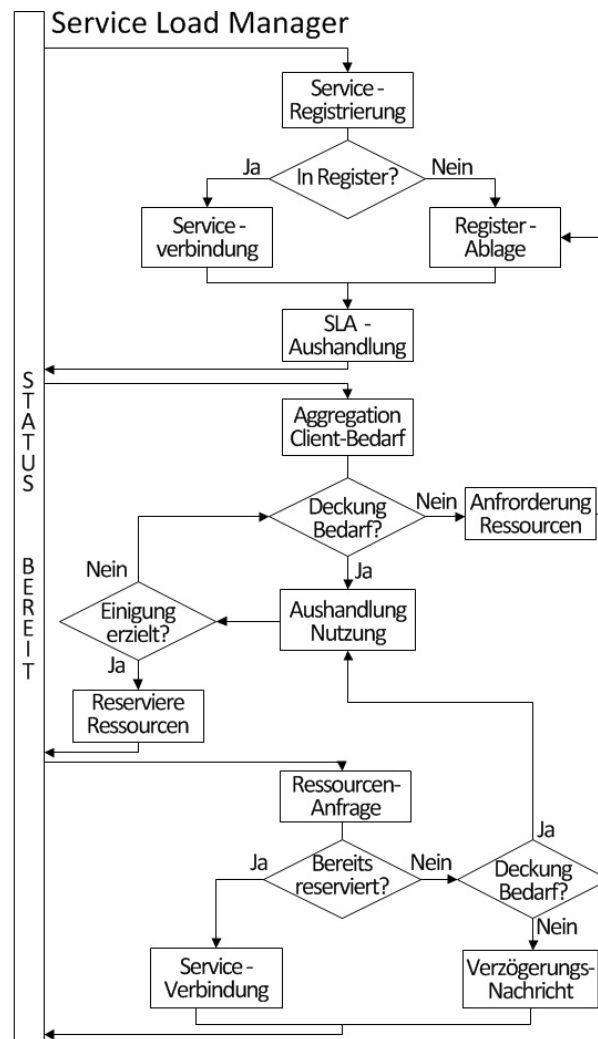 Service Load Manager
Service -
Registrierung
In Register?
Ja
Nein
Service -
verbindung
Register -
Ablage
SLA -
Aushandlung
STATUS BEREIT
Aggregation
Client-Bedarf
Deckung
Bedarf?
Nein
Anfrorderung
Ressourcen
Ja
Aushandlung
Nutzung
Nein
Einigung
erzielt?
Ja
Reserviere
Ressourcen
Ressourcen-
Anfrage
Ja
Bereits
reserviert?
Nein
Ja
Deckung
Bedarf?
Nein
Service -
Verbindung
Verzögerungs-
Nachricht